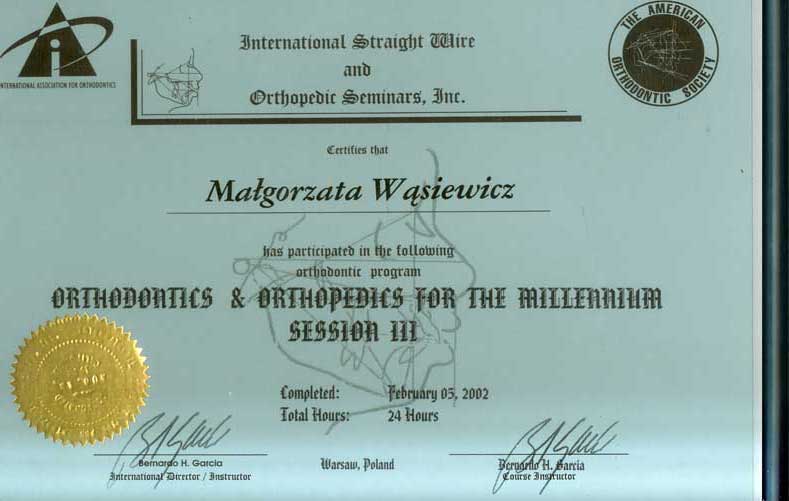 INTERNATIONAL ASSOCIATION FOR ORTHODONTICS
International Straight Wire
and
Orthopedic Seminars, Inc.
THE AMERICAN
ORTHODONTIC SOCIETY
Certifies that
Małgorzata Wąsiewicz
has participated in the following
orthodontic program
ORTHODONTICS & ORTHOPEDICS FOR THE MILLENNIUM
SESSION III
Completed: February 05, 2002
Total Hours: 24 Hours
Bernardo H. Garcia
International Director / Instructor
Warsaw, Poland
Bernardo H. Garcia
Course Instructor